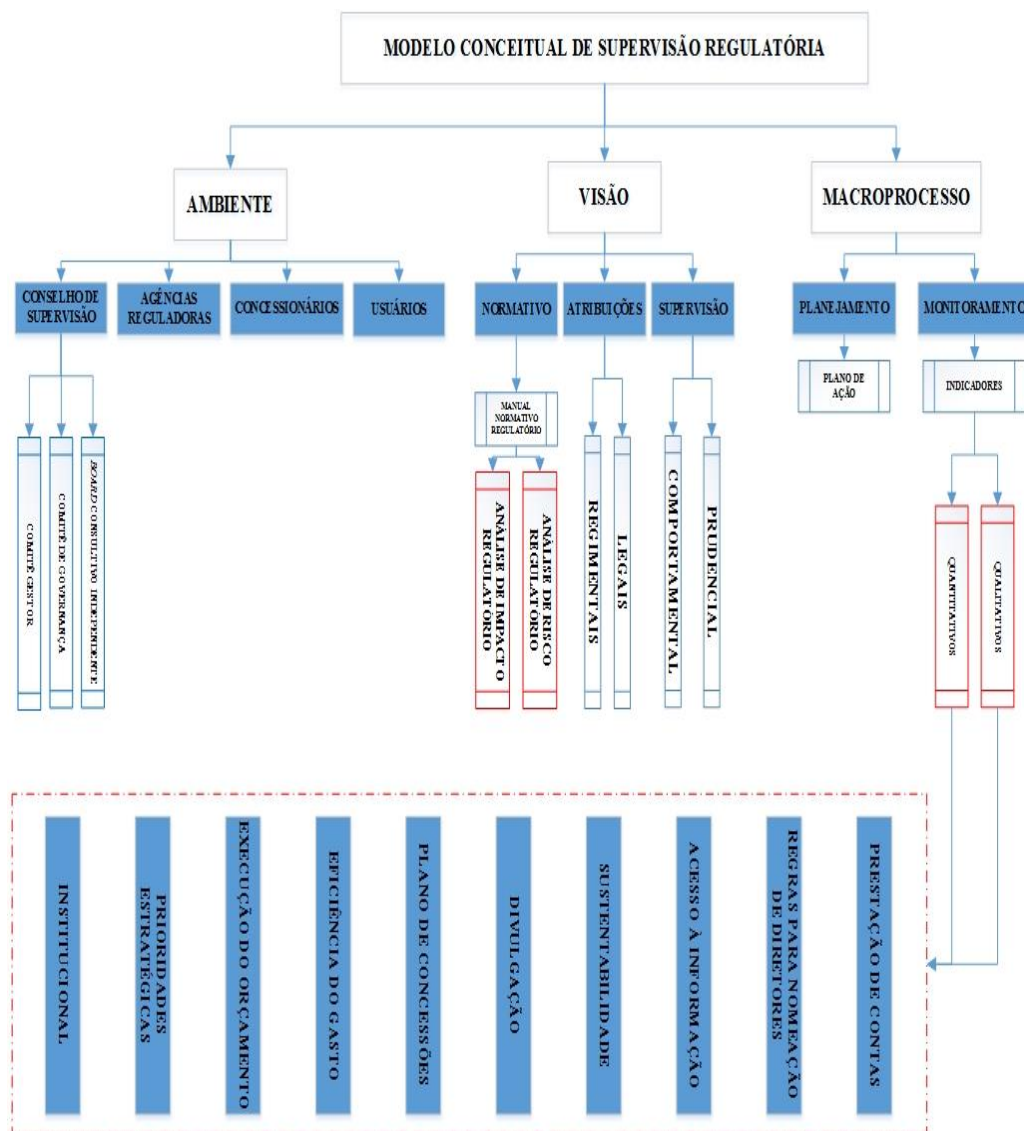 MODELO CONCEITUAL DE SUPERVISÃO REGULATÓRIA
AMBIENTE
VISÃO
MACROPROCESSO
CONSELHO DE
SUPERVISÃO
AGÊNCIAS
REGULADORAS
CONCESSIONÁRIOS
USUÁRIOS
NORMATIVO
ATRIBUIÇÕES
SUPERVISÃO
PLANEJAMENTO
MONITORAMENTO
MANUAL
NORMATIVO
REGULATÓRIO
PLANO DE
AÇÃO
INDICADORES
COMITÊ GESTOR
COMITÊ DE GOVERNANÇA
BOARD CONSULTIVO INDEPENDENTE
ANÁLISE DE IMPACTO
REGULATÓRIO
ANÁLISE DE RISCO
REGULATÓRIO
REGIMENTAIS
LEGAIS
COMPORTAMENTAL
PRUDENCIAL
QUANTITATIVOS
QUALITATIVOS
INSTITUCIONAL
PRIORIDADES
ESTRATÉGICAS
EXECUÇÃO DO ORÇAMENTO
EFICIÊNCIA DO GASTO
PLANO DE CONCESSÕES
DIVULGAÇÃO
SUSTENTABILIDADE
ACESSO À INFORMAÇÃO
REGRAS PARA NOMEAÇÃO
DE DIRETORES
PRESTAÇÃO DE CONTAS